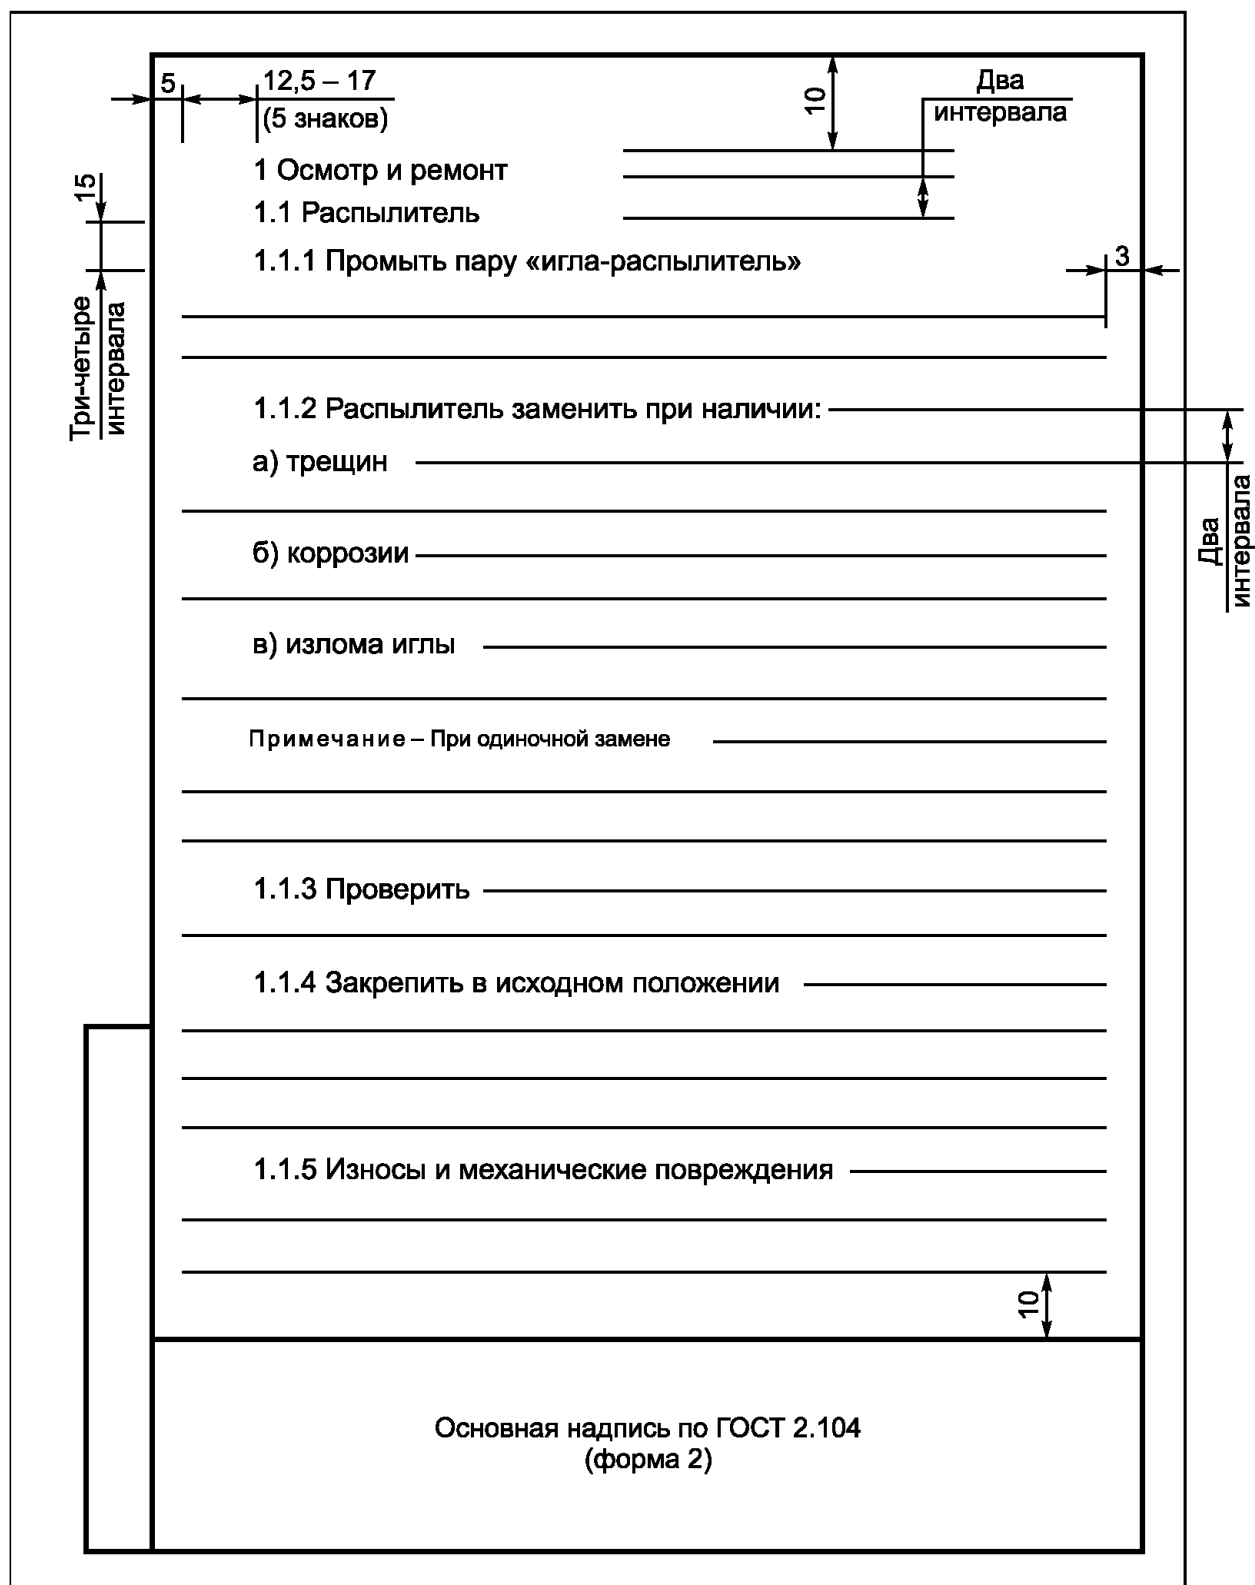 5
12,5 – 17
(5 знаков)
10
Два
интервала
1 Осмотр и ремонт
15
1.1 Распылитель
1.1.1 Промыть пару «игла-распылитель»
3
Три-четыре
интервала
1.1.2 Распылитель заменить при наличии:
а) трещин
Два
интервала
б) коррозии
в) излома иглы
Примечание – При одиночной замене
1.1.3 Проверить
1.1.4 Закрепить в исходном положении
1.1.5 Износы и механические повреждения
10
Основная надпись по ГОСТ 2.104
(форма 2)